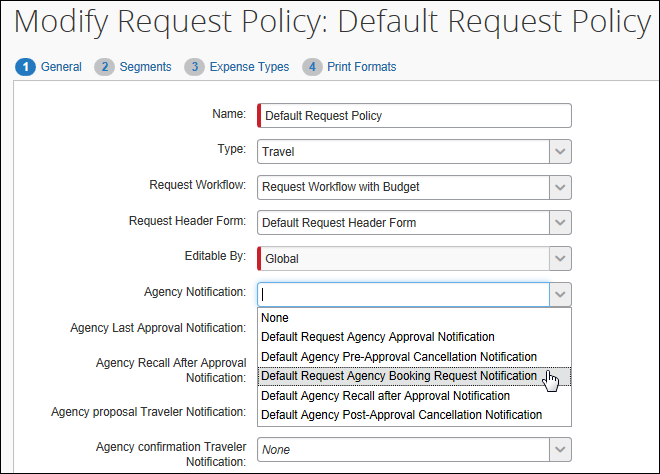 Modify Request Policy: Default Request Policy
1 General 2 Segments 3 Expense Types 4 Print Formats
Name: Default Request Policy
Type: Travel
Request Workflow: Request Workflow with Budget
Request Header Form: Default Request Header Form
Editable By: Global
Agency Notification:
None
Agency Last Approval Notification:
Default Request Agency Approval Notification
Default Agency Pre-Approval Cancellation Notification
Agency Recall After Approval
Notification:
Default Request Agency Booking Request Notification
Default Agency Recall after Approval Notification
Agency proposal Traveler Notification:
Default Agency Post-Approval Cancellation Notification
Agency confirmation Traveler
Notification:
None